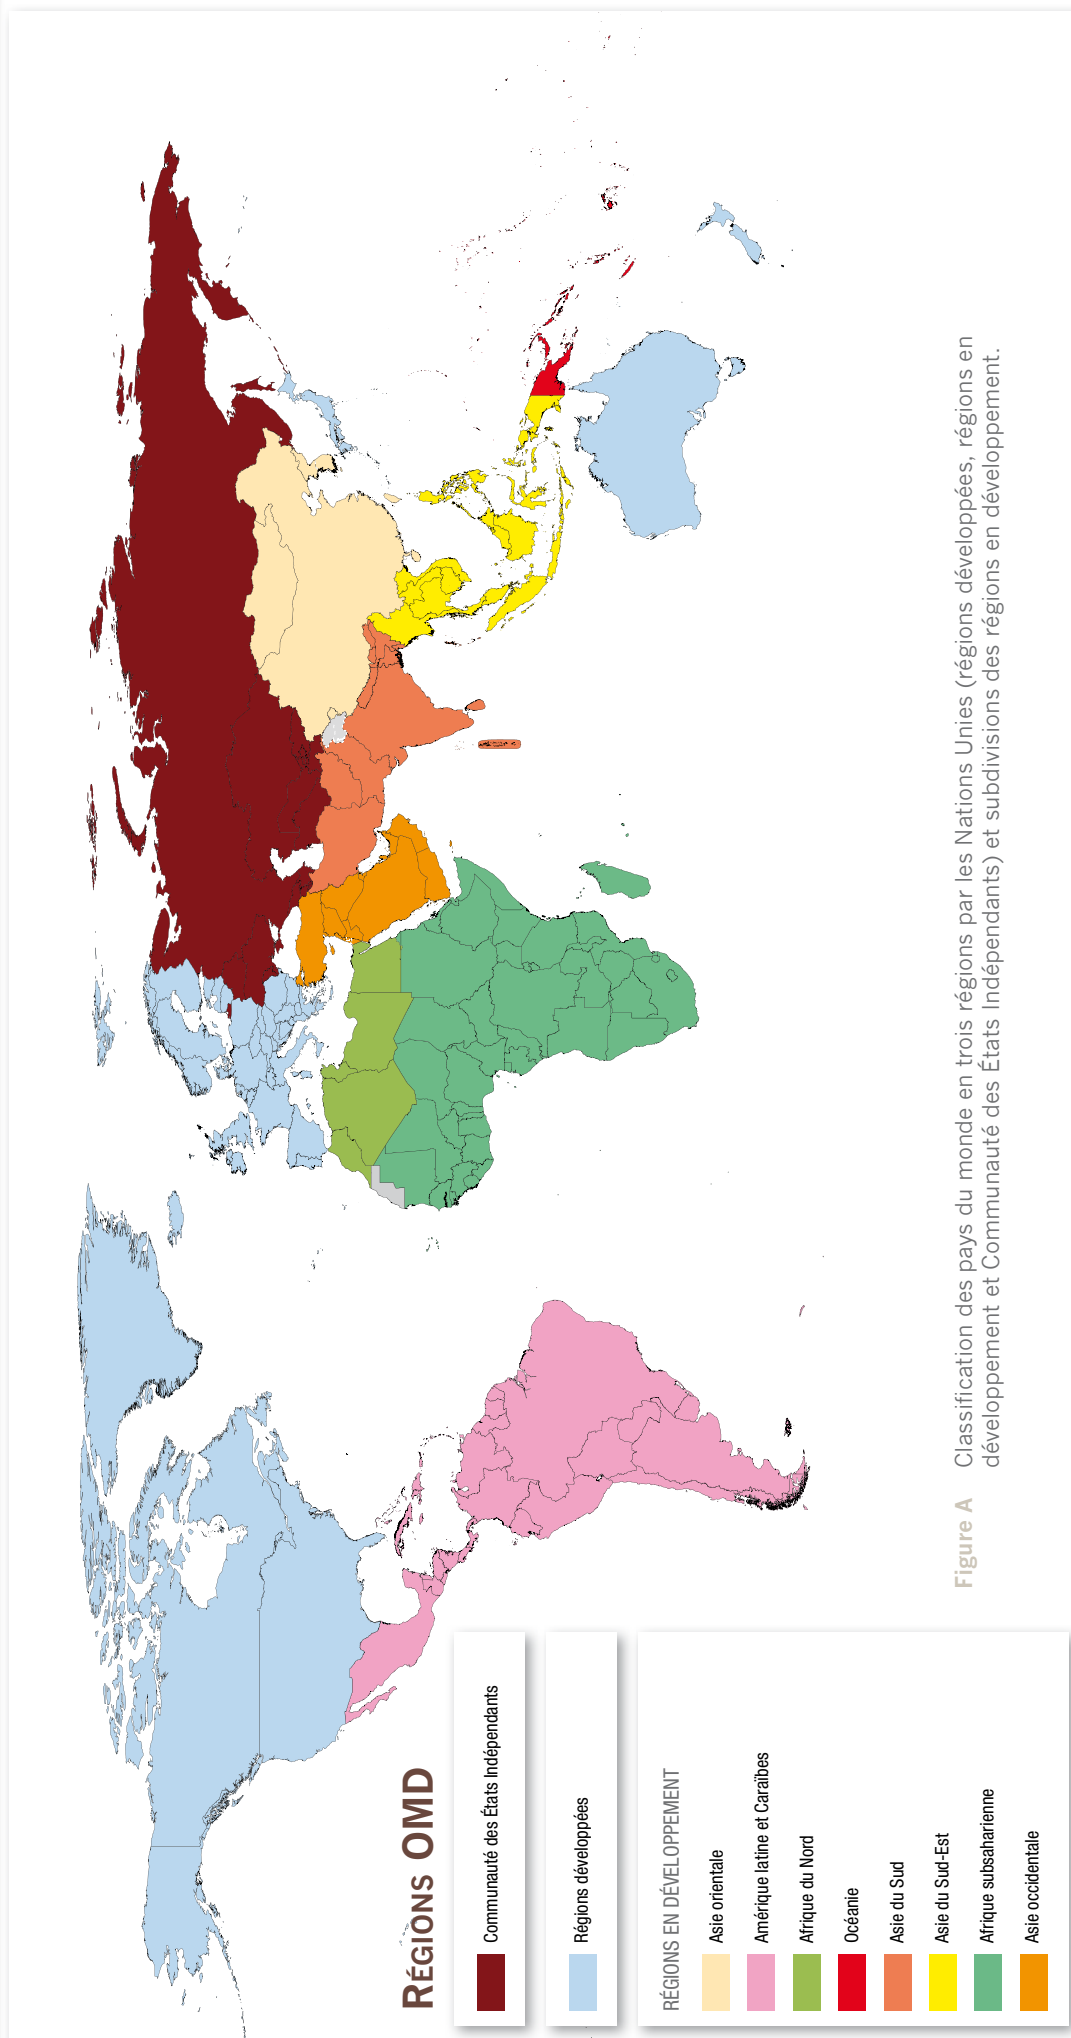 RÉGIONS OMD
Communauté des États Indépendants
Régions développées
RÉGIONS EN DÉVELOPPEMENT
Asie orientale
Amérique latine et Caraïbes
Afrique du Nord
Océanie
Asie du Sud
Asie du Sud-Est
Afrique subsaharienne
Asie occidentale
Figure A Classification des pays du monde en trois régions par les Nations Unies (régions développées, régions en
développement et Communauté des États Indépendants) et subdivisions des régions en développement.